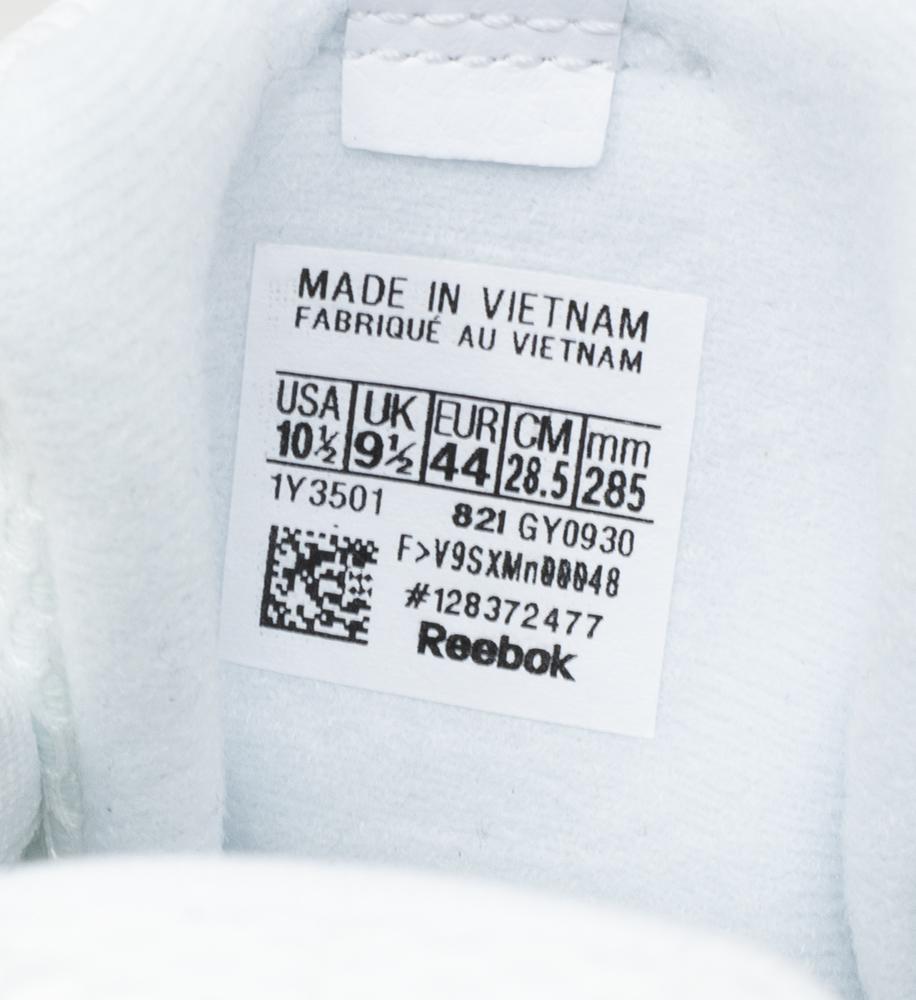 MADE IN VIETNAM
FABRIQUÉ AU VIETNAM
USA UK EUR CM mm
10½ 9½ 44 28.5 285
1Y3501 821 GY0930
#128372477
Reebok